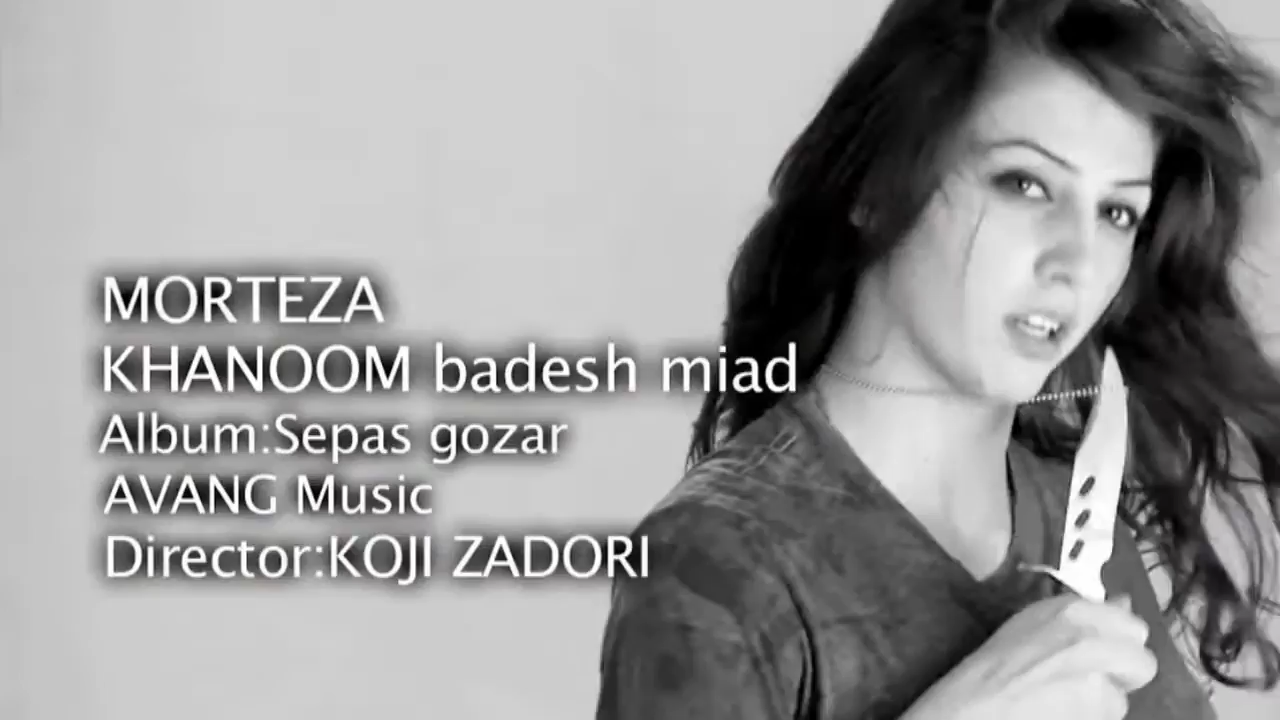 MORTEZA
KHANOOM badesh miad
Album:Sepas gozar
AVANG Music
Director:KOJI ZADORI